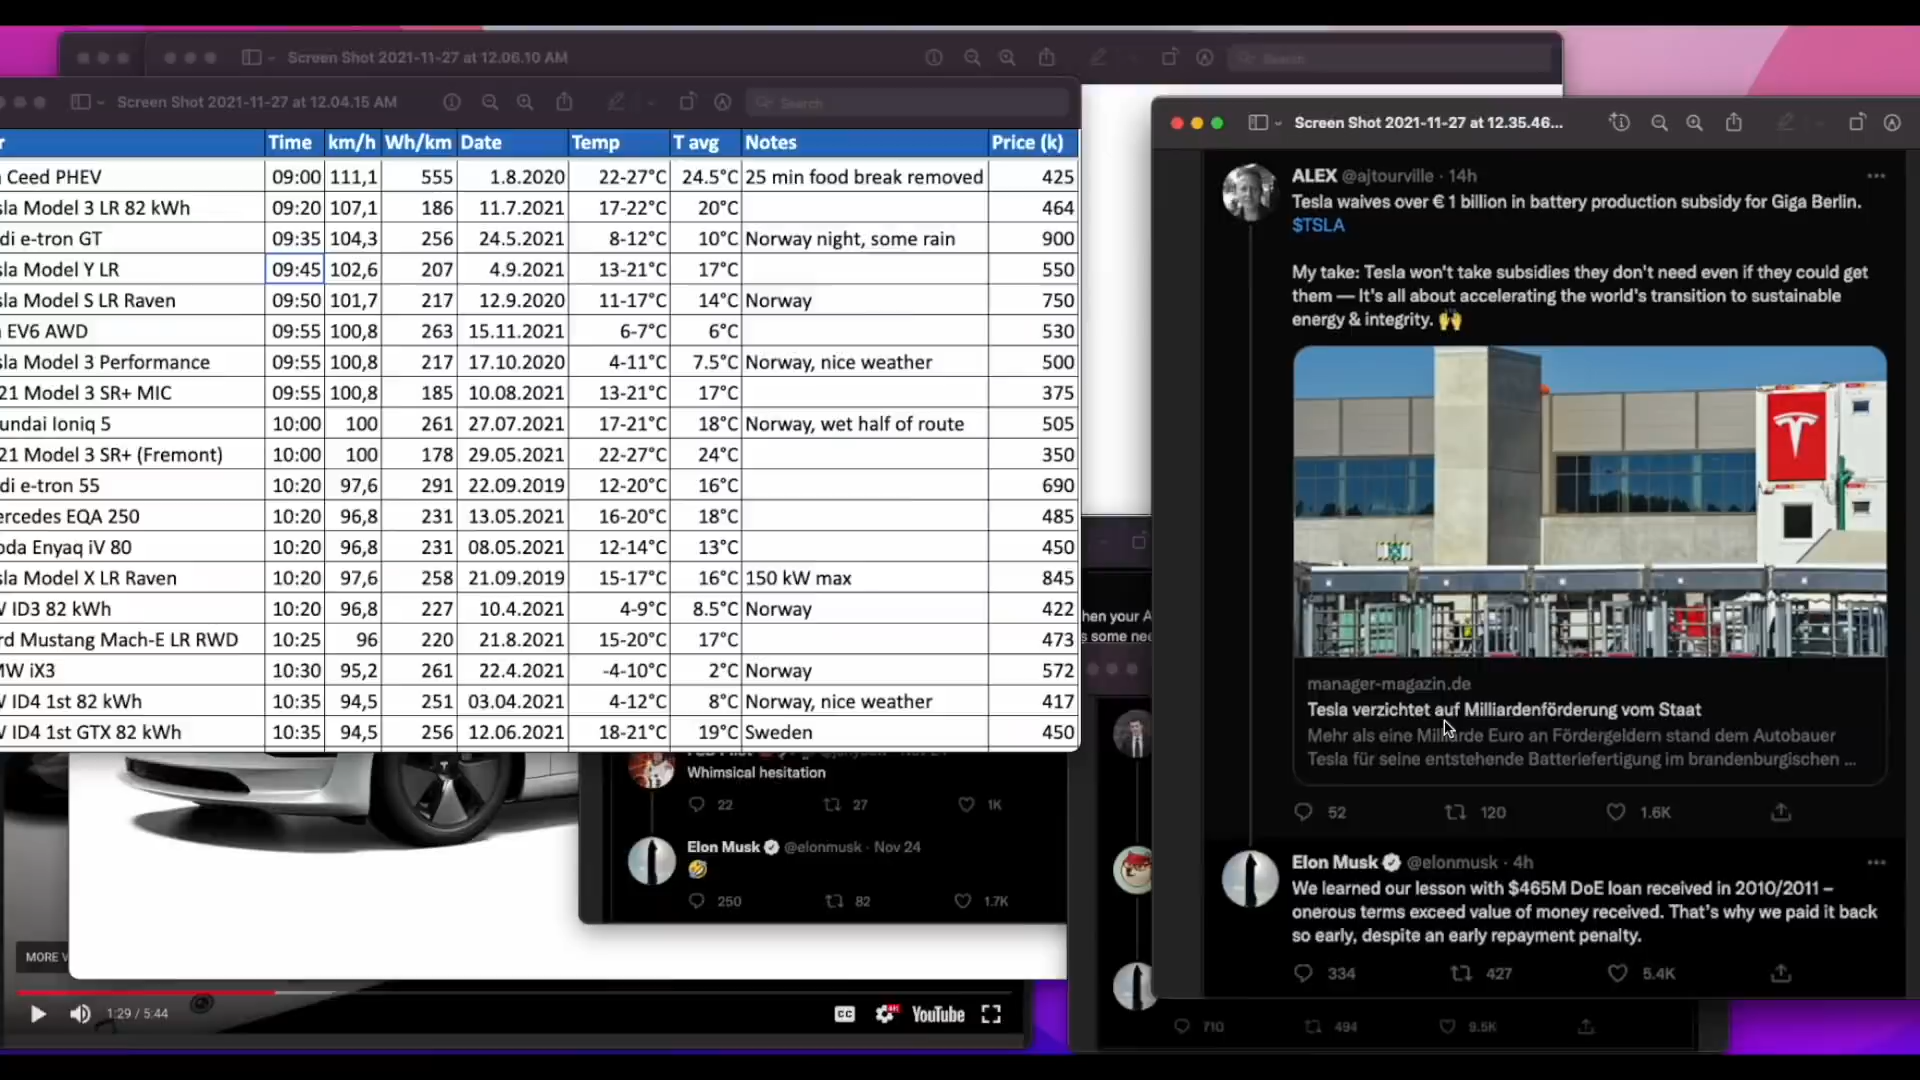 Screen Shot 2021-11-27 at 12.06.10 AM
Search
Screen Shot 2021-11-27 at 12.04.15 AM
Search
Time km/h Wh/km Date Temp T avg Notes Price (k)
Ceed PHEV 09:00 111,1 555 1.8.2020 22-27°C 24.5°C 25 min food break removed 425
sla Model 3 LR 82 kWh 09:20 107,1 186 11.7.2021 17-22°C 20°C 464
di e-tron GT 09:35 104,3 256 24.5.2021 8-12°C 10°C Norway night, some rain 900
sla Model Y LR 09:45 102,6 207 4.9.2021 13-21°C 17°C 550
sla Model S LR Raven 09:50 101,7 217 12.9.2020 11-17°C 14°C Norway 750
EV6 AWD 09:55 100,8 263 15.11.2021 6-7°C 6°C 530
sla Model 3 Performance 09:55 100,8 217 17.10.2020 4-11°C 7.5°C Norway, nice weather 500
21 Model 3 SR+ MIC 09:55 100,8 185 10.08.2021 13-21°C 17°C 375
undai Ioniq 5 10:00 100 261 27.07.2021 17-21°C 18°C Norway, wet half of route 505
21 Model 3 SR+ (Fremont) 10:00 100 178 29.05.2021 22-27°C 24°C 350
di e-tron 55 10:20 97,6 291 22.09.2019 12-20°C 16°C 690
ercedes EQA 250 10:20 96,8 231 13.05.2021 16-20°C 18°C 485
oda Enyaq iV 80 10:20 96,8 231 08.05.2021 12-14°C 13°C 450
sla Model X LR Raven 10:20 97,6 258 21.09.2019 15-17°C 16°C 150 kW max 845
ID3 82 kWh 10:20 96,8 227 10.4.2021 4-9°C 8.5°C Norway 422
rd Mustang Mach-E LR RWD 10:25 96 220 21.8.2021 15-20°C 17°C 473
MW iX3 10:30 95,2 261 22.4.2021 -4-10°C 2°C Norway 572
ID4 1st 82 kWh 10:35 94,5 251 03.04.2021 4-12°C 8°C Norway, nice weather 417
ID4 1st GTX 82 kWh 10:35 94,5 256 12.06.2021 18-21°C 19°C Sweden 450
Whimsical hesitation
22 27 1K
Elon Musk @elonmusk · Nov 24
250 82 1.7K
MORE V
1:29 / 5:44
CC
YouTube
hen your A
s some nee
Screen Shot 2021-11-27 at 12.35.46...
ALEX @ajtourville · 14h
Tesla waives over € 1 billion in battery production subsidy for Giga Berlin.
$TSLA
My take: Tesla won't take subsidies they don't need even if they could get
them — It's all about accelerating the world's transition to sustainable
energy & integrity. 🙌
manager-magazin.de
Tesla verzichtet auf Milliardenförderung vom Staat
Mehr als eine Milliarde Euro an Fördergeldern stand dem Autobauer
Tesla für seine entstehende Batteriefertigung im brandenburgischen ...
52 120 1.6K
Elon Musk @elonmusk · 4h
We learned our lesson with $465M DoE loan received in 2010/2011 –
onerous terms exceed value of money received. That's why we paid it back
so early, despite an early repayment penalty.
334 427 5.4K
710 494 9.5K